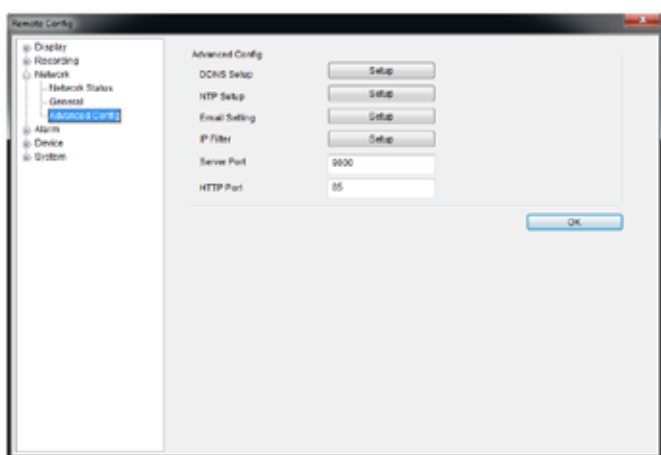 Remote Config
Display
Recording
Network
Network Status
General
Advanced Config
Alarm
Device
System
Advanced Config
DDNS Setup Setup
NTP Setup Setup
Email Setting Setup
IP Filter Setup
Server Port 9000
HTTP Port 85
OK